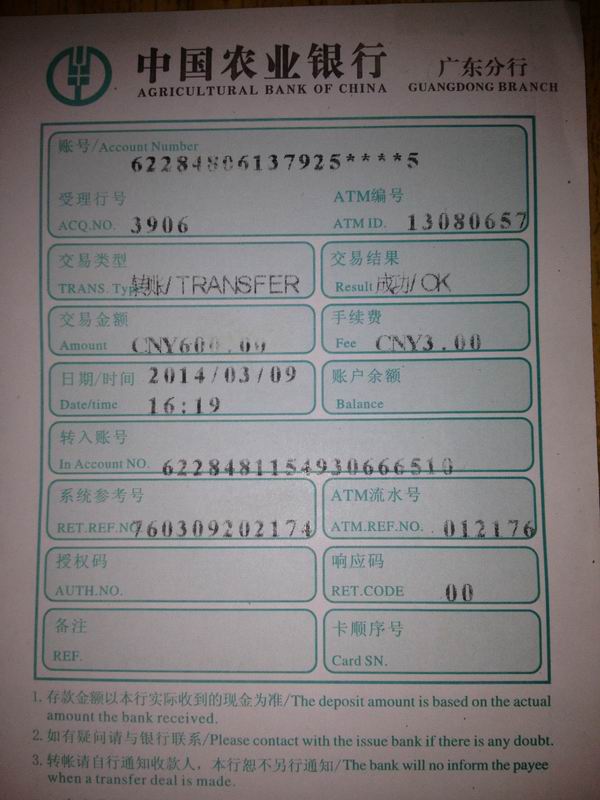 中国农业银行 广东分行
AGRICULTURAL BANK OF CHINA GUANGDONG BRANCH
账号/Account Number
62284806137925****5
受理行号 ATM编号
ACQ.NO. 3906 ATM ID. 13080657
交易类型 交易结果
TRANS. Type 转账/TRANSFER Result 成功/OK
交易金额 手续费
Amount CNY600.00 Fee CNY3.00
日期/时间 2014/03/09 账户余额
Date/time 16:19 Balance
转入账号
In Account NO. 6228481154930666510
系统参考号 ATM流水号
RET.REF.NO. 760309202174 ATM.REF.NO. 012176
授权码 响应码
AUTH.NO. RET.CODE 00
备注 卡顺序号
REF. Card SN.
1. 存款金额以本行实际收到的现金为准/The deposit amount is based on the actual
amount the bank received.
2. 如有疑问请与银行联系/Please contact with the issue bank if there is any doubt.
3. 转帐请自行通知收款人，本行恕不另行通知/The bank will no inform the payee
when a transfer deal is made.